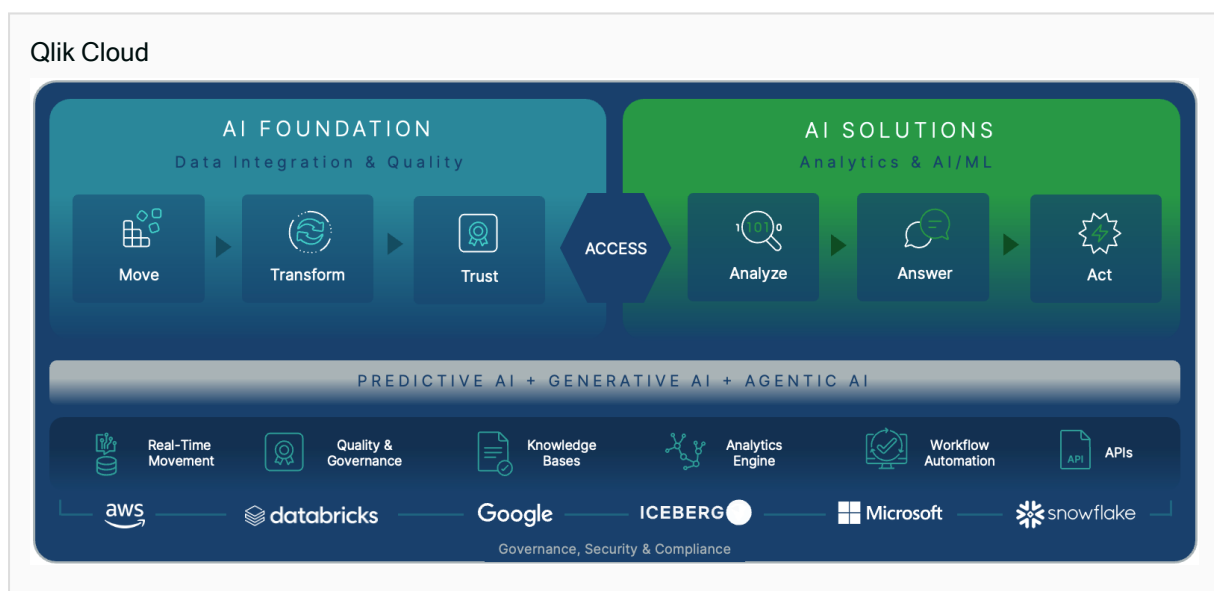 Qlik Cloud
AI FOUNDATION
Data Integration & Quality
Move
Transform
Trust
ACCESS
AI SOLUTIONS
Analytics & AI/ML
101
Analyze
Answer
Act
PREDICTIVE AI + GENERATIVE AI + AGENTIC AI
Real-Time
Movement
Quality &
Governance
Knowledge
Bases
Analytics
Engine
Workflow
Automation
API
APIs
aws
databricks
Google
ICEBERG
Microsoft
snowflake
Governance, Security & Compliance